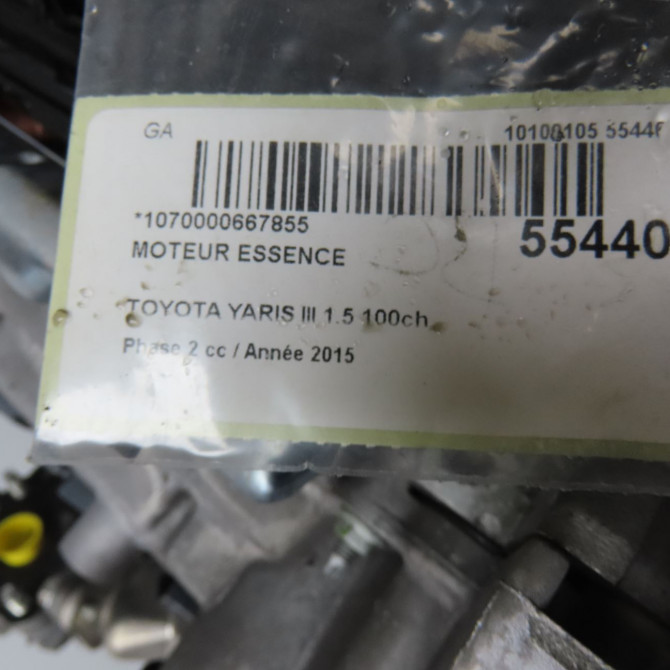 GA 10100105 55440
*1070000667855
55440
MOTEUR ESSENCE
TOYOTA YARIS III 1.5 100ch
Phase 2 cc / Année 2015